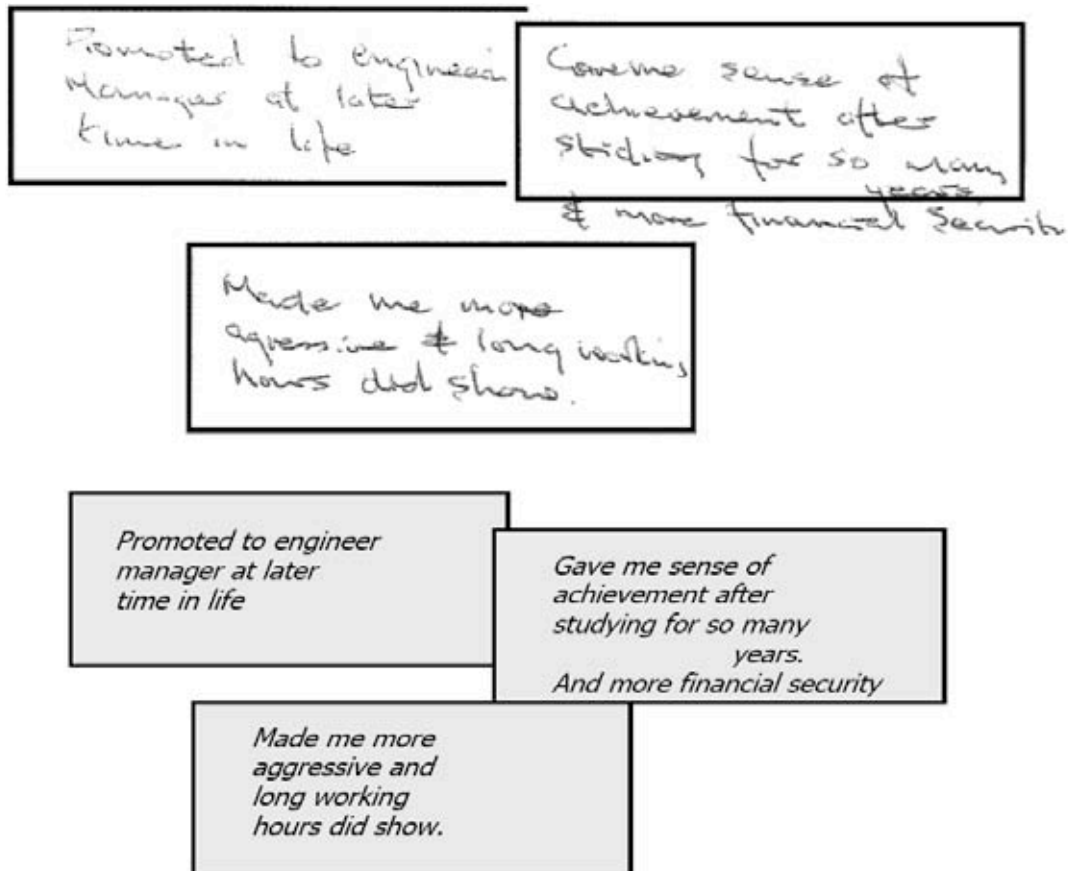 Promoted to engineer
Manager at later
time in life
Gave me sense of
achievement after
studying for so many
years
& more financial Security
Made me more
agressive & long working
hours did show.
Promoted to engineer
manager at later
time in life
Gave me sense of
achievement after
studying for so many
years.
And more financial security
Made me more
aggressive and
long working
hours did show.